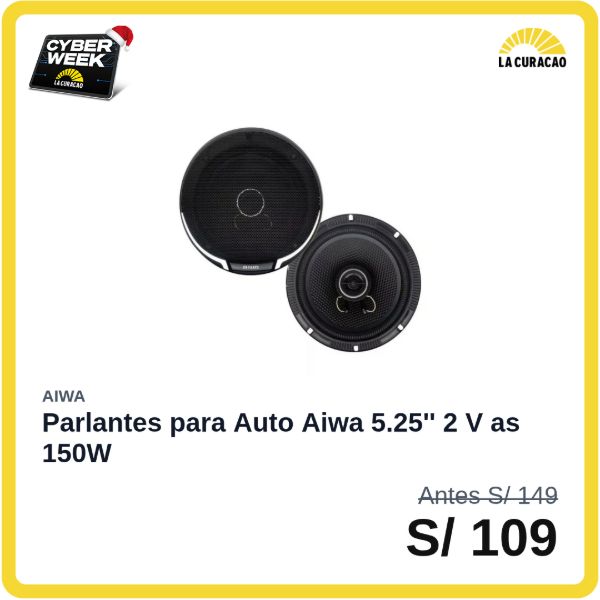 CYBER
WEEK
LA CURACAO
LA CURACAO
AIWA
Parlantes para Auto Aiwa 5.25'' 2 V as
150W
Antes S/ 149
S/ 109